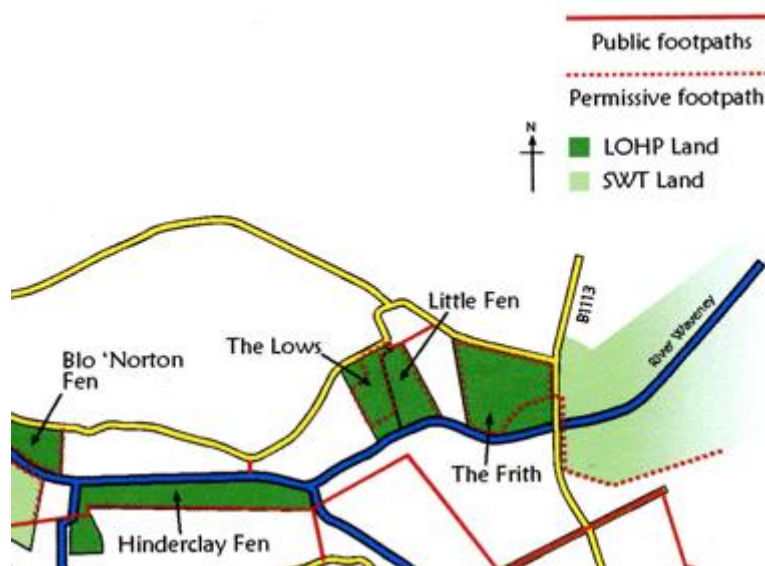 Public footpaths
Permissive footpath
N
LOHP Land
SWT Land
B1113
River Waveney
Little Fen
The Lows
Blo 'Norton
Fen
The Frith
Hinderclay Fen